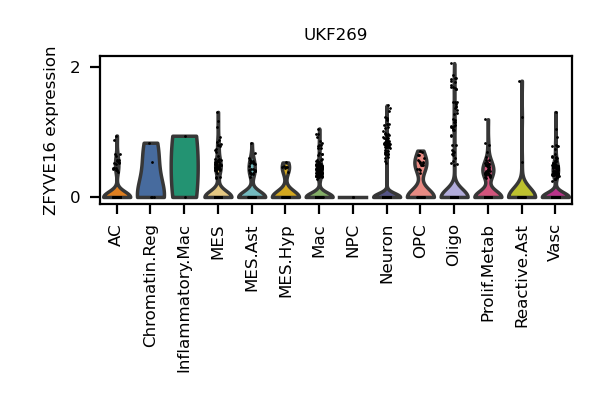 UKF269
ZFYVE16 expression
2
0
AC
Chromatin.Reg
Inflammatory.Mac
MES
MES.Ast
MES.Hyp
Mac
NPC
Neuron
OPC
Oligo
Prolif.Metab
Reactive.Ast
Vasc